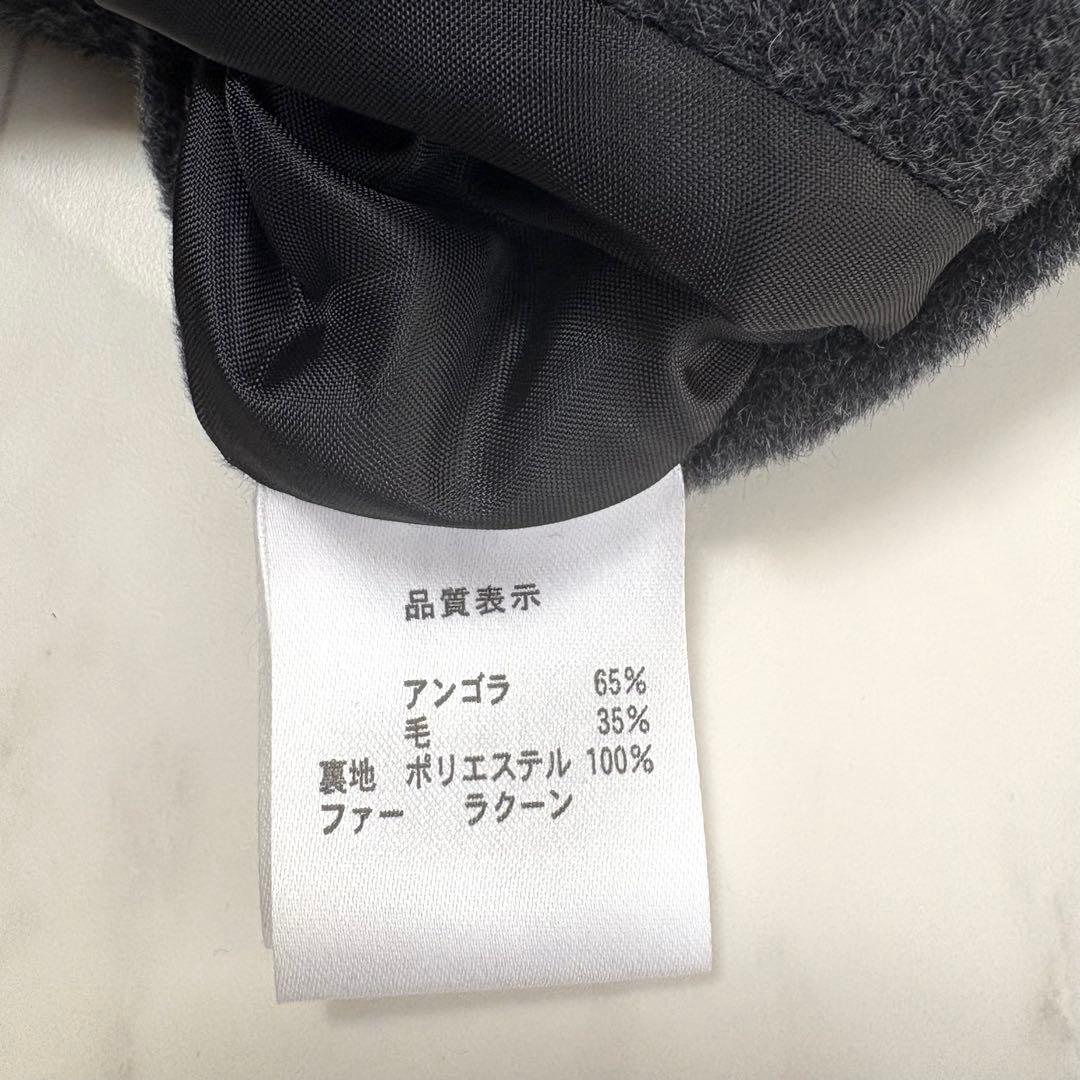 品質表示
アンゴラ 65%
毛 35%
裏地 ポリエステル 100%
ファー ラクーン